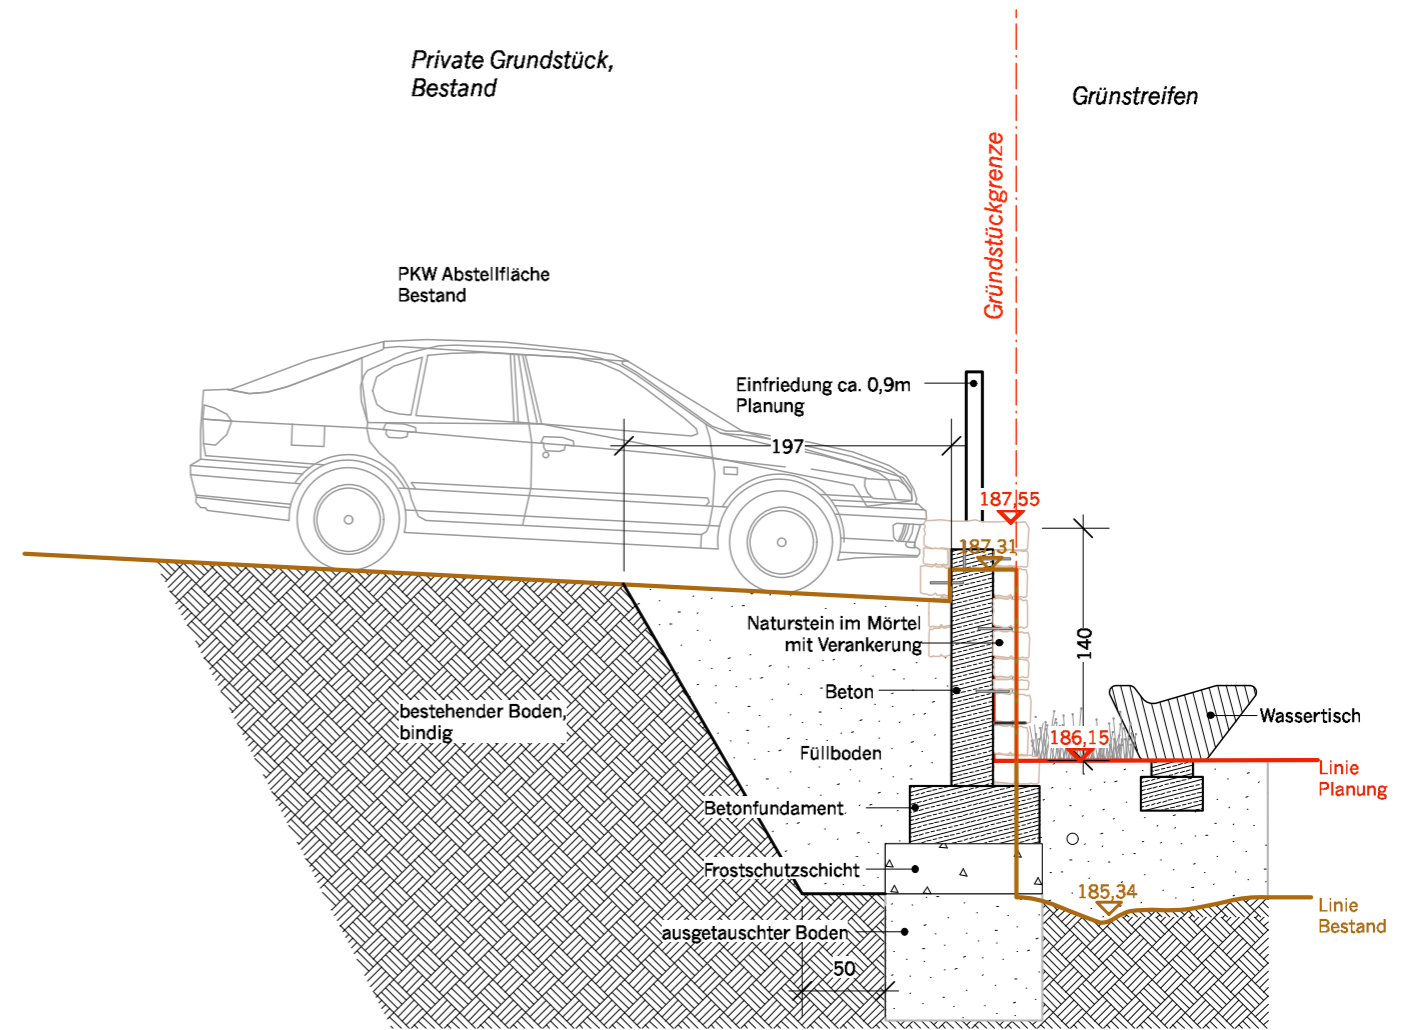 Private Grundstück,
Bestand
Grünstreifen
Gründstückgrenze
PKW Abstellfläche
Bestand
Einfriedung ca. 0,9m
Planung
197
187,55
187,31
Naturstein im Mörtel
mit Verankerung
140
Beton
bestehender Boden,
bindig
Wassertisch
186,15
Füllboden
Linie
Planung
Betonfundament
Frostschutzschicht
185,34
Linie
Bestand
ausgetauschter Boden
50